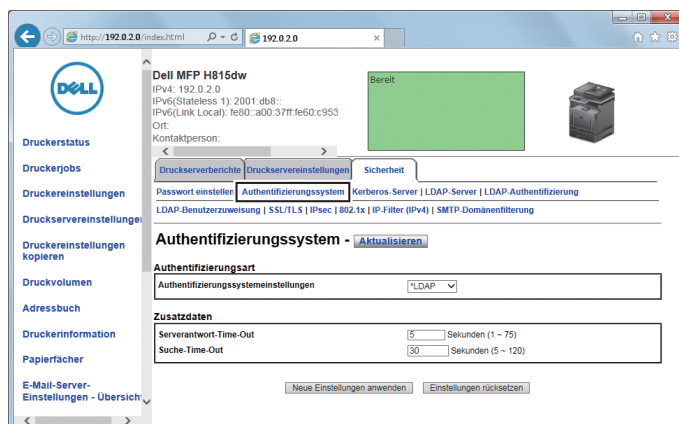 http://192.0.2.0/index.html
192.0.2.0
DELL
Dell MFP H815dw
IPv4: 192.0.2.0
IPv6(Stateless 1): 2001:db8::
IPv6(Link Local): fe80::a00:37ff:fe60:c953
Ort:
Kontaktperson:
Bereit
Druckerstatus
Druckerjobs
Druckereinstellungen
Druckservereinstellunge
Druckereinstellungen
kopieren
Druckvolumen
Adressbuch
Druckerinformation
Papierfächer
E-Mail-Server-
Einstellungen - Übersich
Druckserverberichte Druckservereinstellungen Sicherheit
Passwort einstellen Authentifizierungssystem Kerberos-Server | LDAP-Server | LDAP-Authentifizierung
LDAP-Benutzerzuweisung | SSL/TLS | IPsec | 802.1x | IP-Filter (IPv4) | SMTP-Domänenfilterung
Authentifizierungssystem - Aktualisieren
Authentifizierungsart
Authentifizierungssystemeinstellungen *LDAP
Zusatzdaten
Serverantwort-Time-Out 5 Sekunden (1 ~ 75)
Suche-Time-Out 30 Sekunden (5 ~ 120)
Neue Einstellungen anwenden Einstellungen rücksetzen